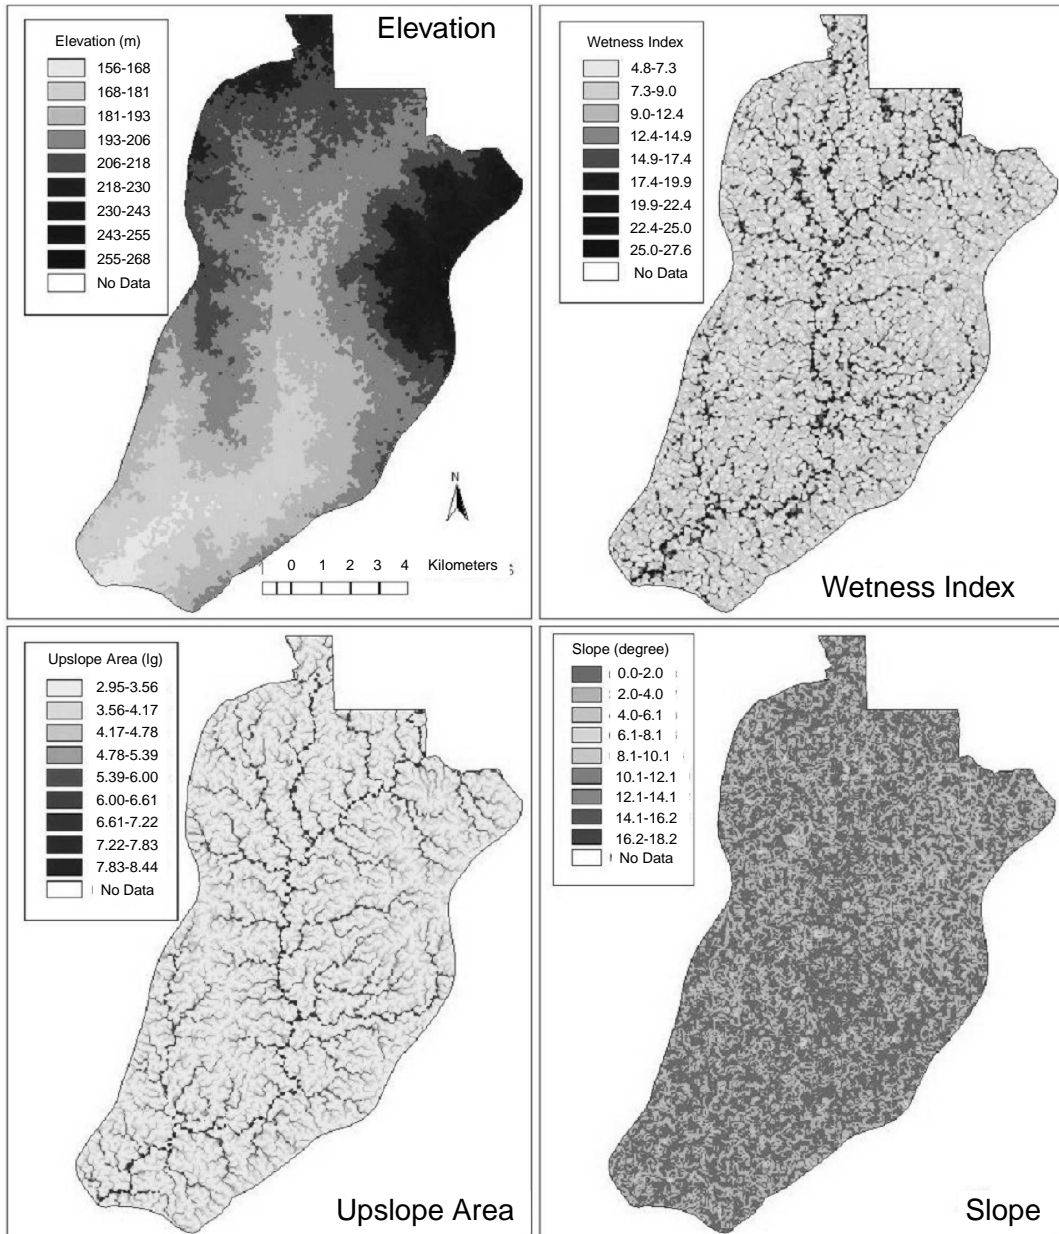 Elevation
Elevation (m)
156-168
168-181
181-193
193-206
206-218
218-230
230-243
243-255
255-268
No Data
N
0 1 2 3 4 Kilometers
Wetness Index
4.8-7.3
7.3-9.0
9.0-12.4
12.4-14.9
14.9-17.4
17.4-19.9
19.9-22.4
22.4-25.0
25.0-27.6
No Data
Wetness Index
Upslope Area (lg)
2.95-3.56
3.56-4.17
4.17-4.78
4.78-5.39
5.39-6.00
6.00-6.61
6.61-7.22
7.22-7.83
7.83-8.44
No Data
Upslope Area
Slope (degree)
0.0-2.0
2.0-4.0
4.0-6.1
6.1-8.1
8.1-10.1
10.1-12.1
12.1-14.1
14.1-16.2
16.2-18.2
No Data
Slope